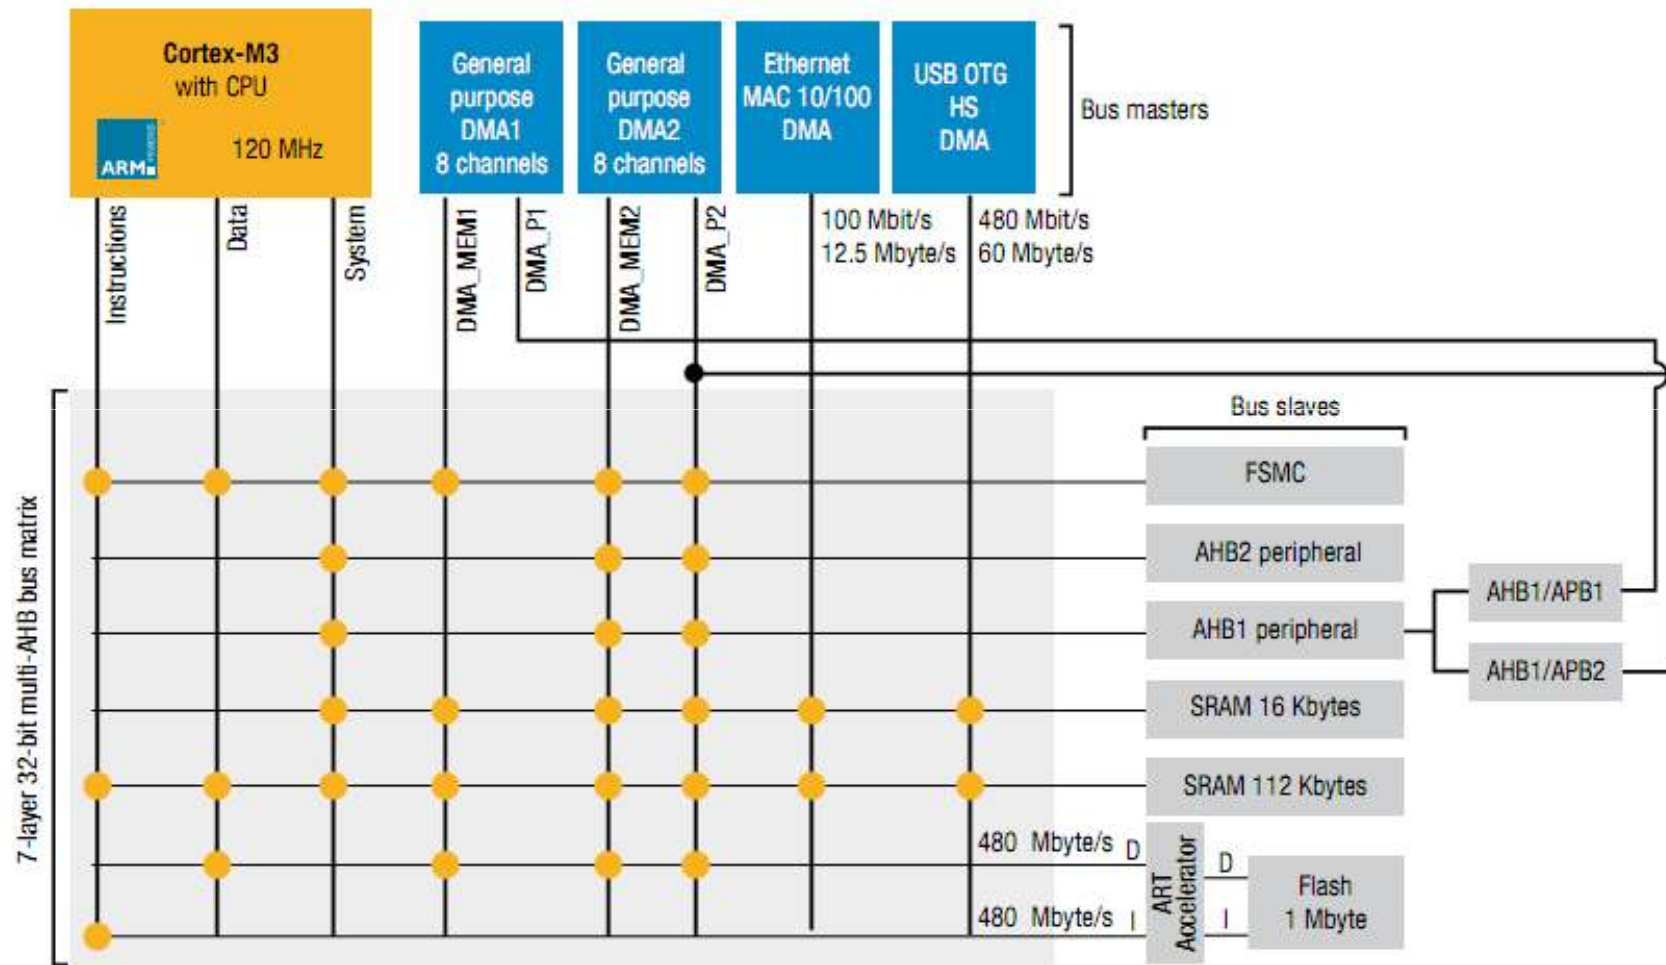 Cortex-M3
with CPU
120 MHz
ARM
General
purpose
DMA1
8 channels
General
purpose
DMA2
8 channels
Ethernet
MAC 10/100
DMA
USB OTG
HS
DMA
Bus masters
Instructions
Data
System
DMA_MEM1
DMA_P1
DMA_MEM2
DMA_P2
100 Mbit/s
12.5 Mbyte/s
480 Mbit/s
60 Mbyte/s
7-layer 32-bit multi-AHB bus matrix
Bus slaves
FSMC
AHB2 peripheral
AHB1 peripheral
AHB1/APB1
AHB1/APB2
SRAM 16 Kbytes
SRAM 112 Kbytes
480 Mbyte/s D
480 Mbyte/s I
ART
Accelerator
D
I
Flash
1 Mbyte